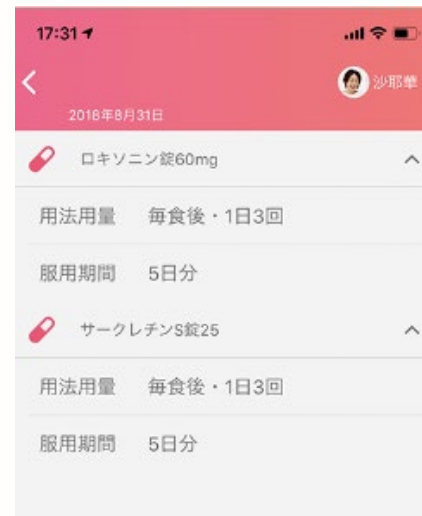 17:31
沙耶華
2018年8月31日
ロキソニン錠60mg
用法用量 毎食後・1日3回
服用期間 5日分
サークレチンS錠25
用法用量 毎食後・1日3回
服用期間 5日分